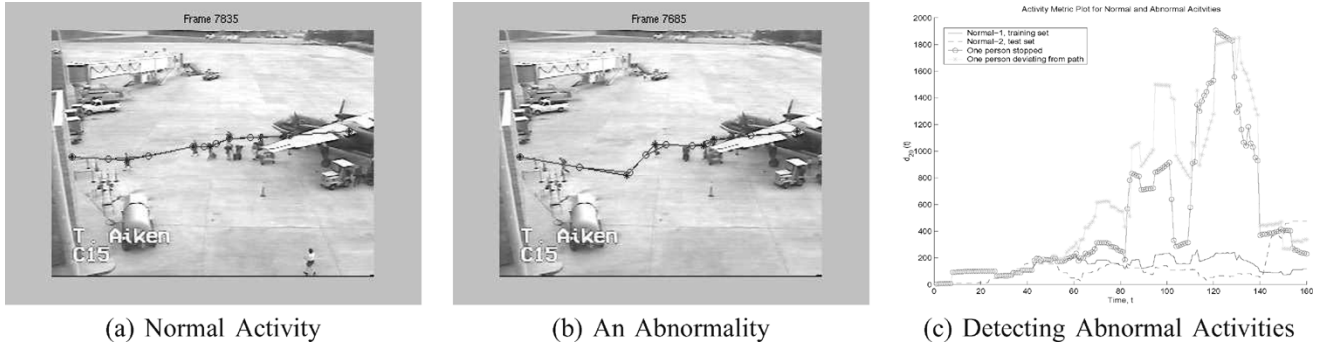 Frame 7835
T. Aiken
C15
(a) Normal Activity
Frame 7685
T. Aiken
C15
(b) An Abnormality
Activity Metric Plot for Normal and Abnormal Acitvities
Normal-1, training set
Normal-2, test set
One person stopped
One person deviating from path
2000
1800
1600
1400
1200
1000
800
600
400
200
0
d20(t)
0 20 40 60 80 100 120 140 160
Time, t
(c) Detecting Abnormal Activities